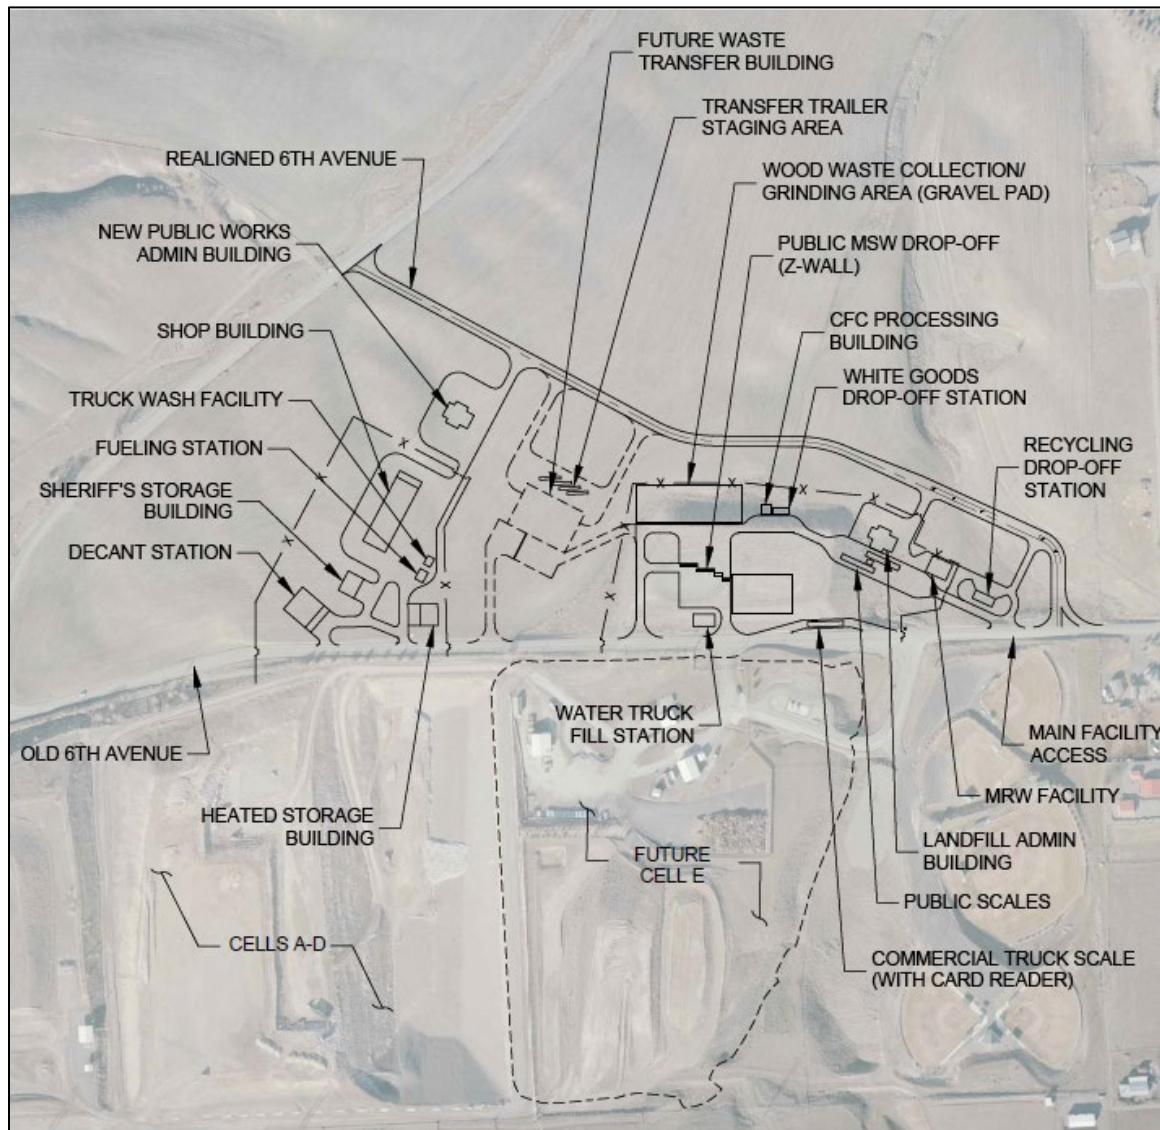 FUTURE WASTE
TRANSFER BUILDING
TRANSFER TRAILER
STAGING AREA
REALIGNED 6TH AVENUE
WOOD WASTE COLLECTION/
GRINDING AREA (GRAVEL PAD)
NEW PUBLIC WORKS
ADMIN BUILDING
PUBLIC MSW DROP-OFF
(Z-WALL)
SHOP BUILDING
CFC PROCESSING
BUILDING
TRUCK WASH FACILITY
WHITE GOODS
DROP-OFF STATION
FUELING STATION
RECYCLING
DROP-OFF
STATION
SHERIFF'S STORAGE
BUILDING
DECANT STATION
OLD 6TH AVENUE
WATER TRUCK
FILL STATION
MAIN FACILITY
ACCESS
HEATED STORAGE
BUILDING
MRW FACILITY
LANDFILL ADMIN
BUILDING
FUTURE
CELL E
PUBLIC SCALES
CELLS A-D
COMMERCIAL TRUCK SCALE
(WITH CARD READER)